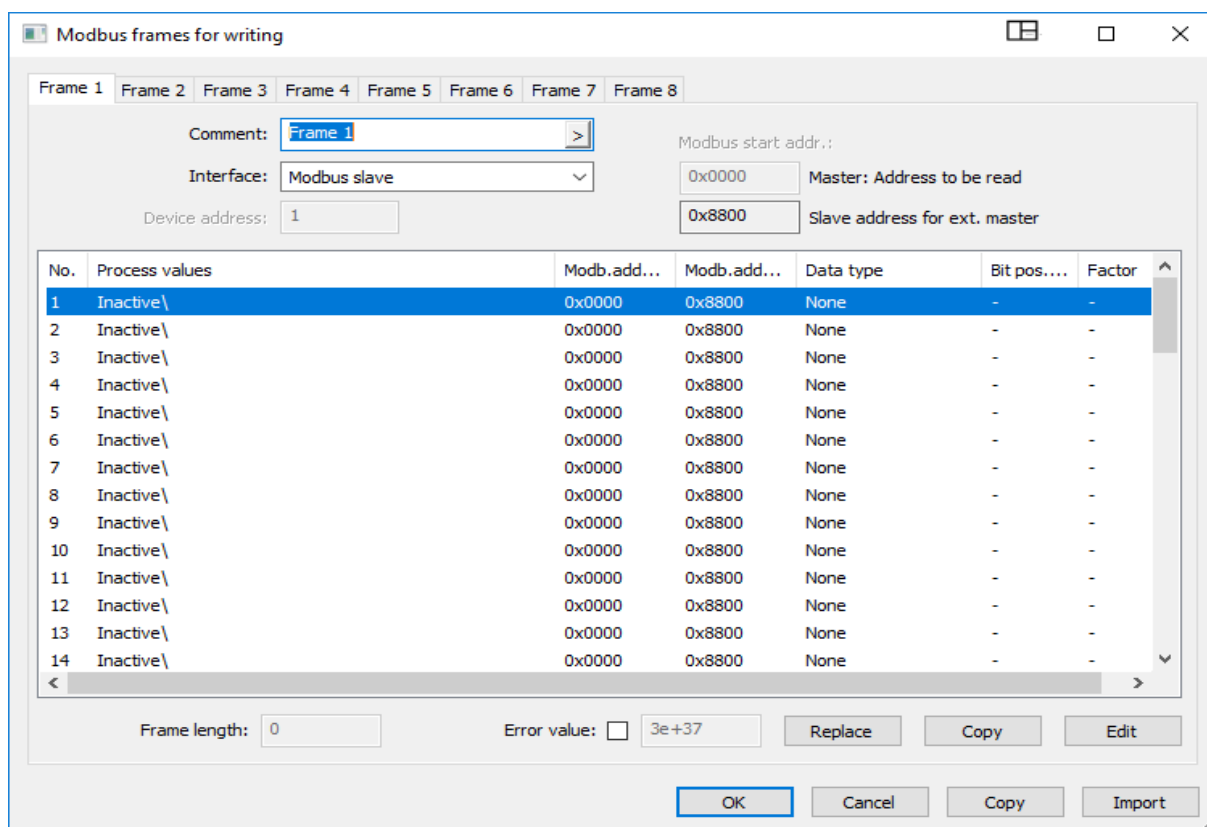 Modbus frames for writing
Frame 1 Frame 2 Frame 3 Frame 4 Frame 5 Frame 6 Frame 7 Frame 8
Comment: Frame 1 >
Modbus start addr.:
Interface: Modbus slave 0x0000 Master: Address to be read
Device address: 1 0x8800 Slave address for ext. master
No. Process values Modb.add... Modb.add... Data type Bit pos.... Factor
1 Inactive\ 0x0000 0x8800 None - -
2 Inactive\ 0x0000 0x8800 None - -
3 Inactive\ 0x0000 0x8800 None - -
4 Inactive\ 0x0000 0x8800 None - -
5 Inactive\ 0x0000 0x8800 None - -
6 Inactive\ 0x0000 0x8800 None - -
7 Inactive\ 0x0000 0x8800 None - -
8 Inactive\ 0x0000 0x8800 None - -
9 Inactive\ 0x0000 0x8800 None - -
10 Inactive\ 0x0000 0x8800 None - -
11 Inactive\ 0x0000 0x8800 None - -
12 Inactive\ 0x0000 0x8800 None - -
13 Inactive\ 0x0000 0x8800 None - -
14 Inactive\ 0x0000 0x8800 None - -
Frame length: 0 Error value: 3e+37 Replace Copy Edit
OK Cancel Copy Import